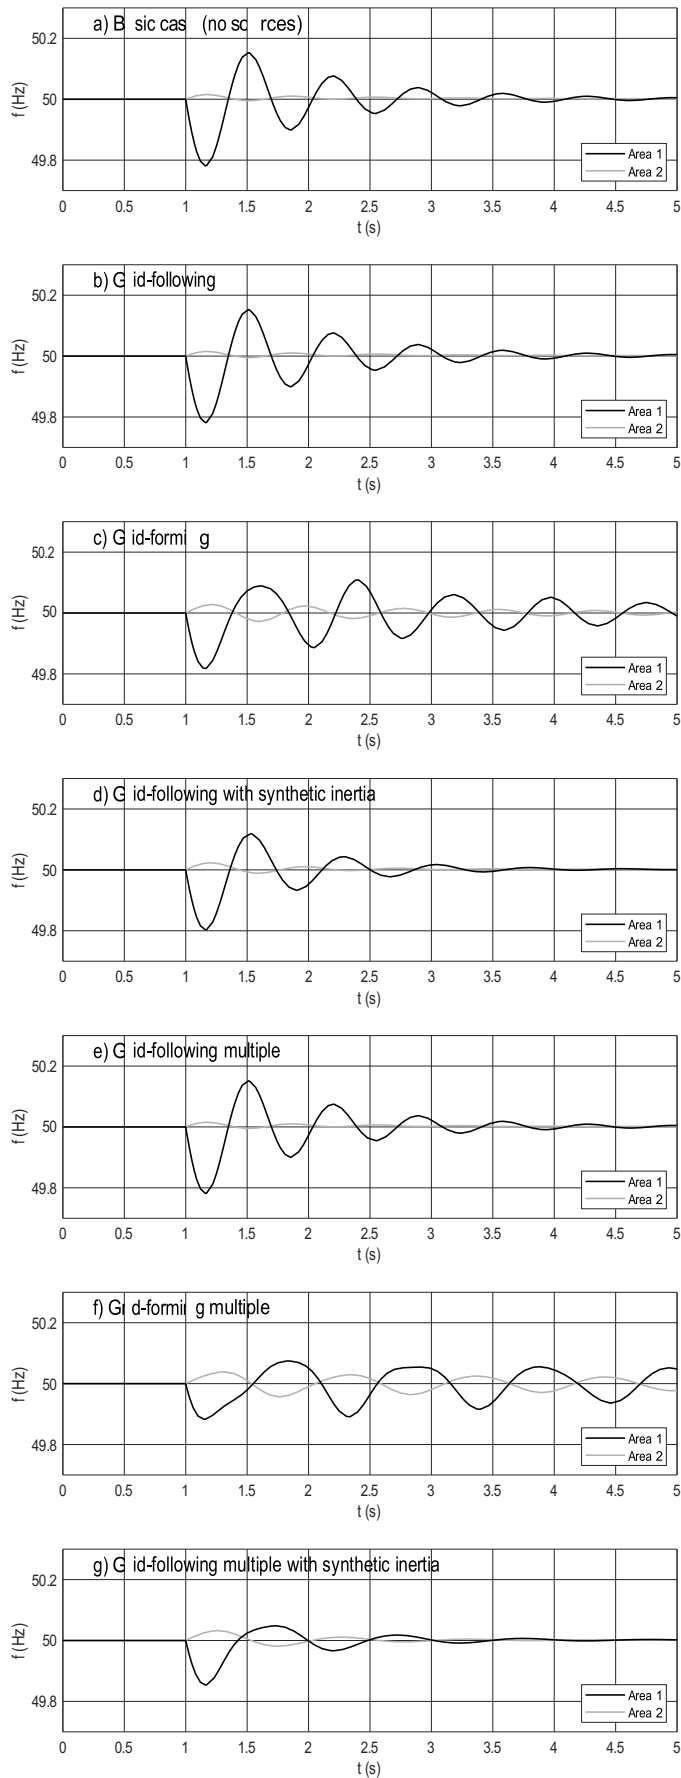 a) B sic cas (no so rces)
50.2
50
49.8
f (Hz)
Area 1
Area 2
0 0.5 1 1.5 2 2.5 3 3.5 4 4.5 5
t (s)
b) G id-following
50.2
50
49.8
f (Hz)
Area 1
Area 2
0 0.5 1 1.5 2 2.5 3 3.5 4 4.5 5
t (s)
c) G id-formi g
50.2
50
49.8
f (Hz)
Area 1
Area 2
0 0.5 1 1.5 2 2.5 3 3.5 4 4.5 5
t (s)
d) G id-following with synthetic inertia
50.2
50
49.8
f (Hz)
Area 1
Area 2
0 0.5 1 1.5 2 2.5 3 3.5 4 4.5 5
t (s)
e) G id-following multiple
50.2
50
49.8
f (Hz)
Area 1
Area 2
0 0.5 1 1.5 2 2.5 3 3.5 4 4.5 5
t (s)
f) Gr d-formi g multiple
50.2
50
49.8
f (Hz)
Area 1
Area 2
0 0.5 1 1.5 2 2.5 3 3.5 4 4.5 5
t (s)
g) G id-following multiple with synthetic inertia
50.2
50
49.8
f (Hz)
Area 1
Area 2
0 0.5 1 1.5 2 2.5 3 3.5 4 4.5 5
t (s)